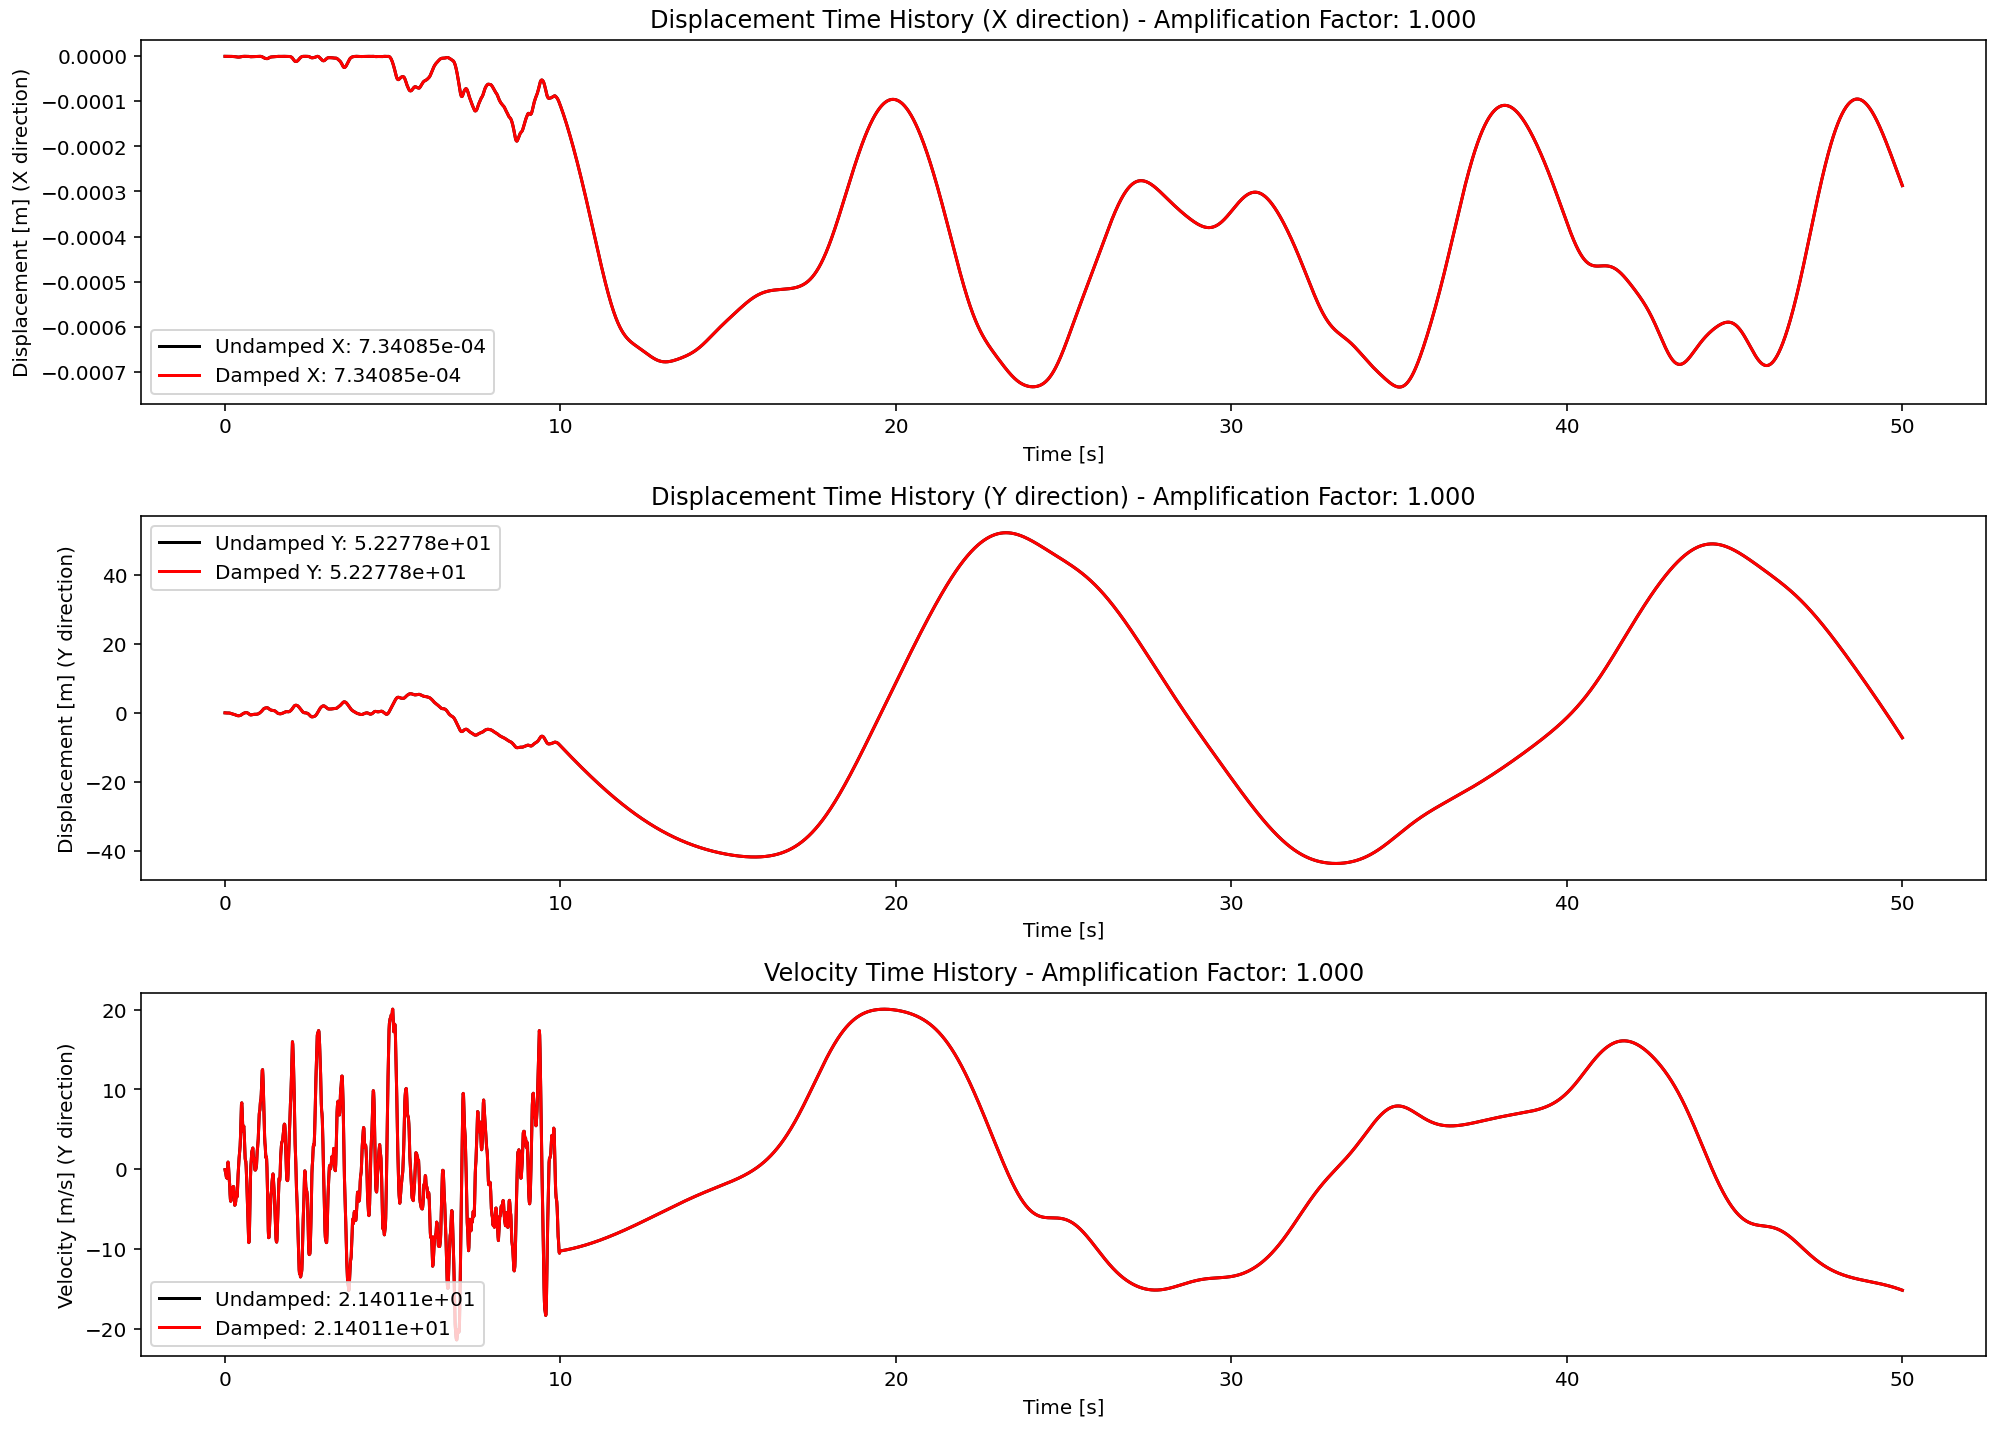 Displacement Time History (X direction) - Amplification Factor: 1.000
Displacement [m] (X direction)
0.0000
−0.0001
−0.0002
−0.0003
−0.0004
−0.0005
−0.0006
−0.0007
Undamped X: 7.34085e-04
Damped X: 7.34085e-04
0 10 20 30 40 50
Time [s]
Displacement Time History (Y direction) - Amplification Factor: 1.000
Displacement [m] (Y direction)
Undamped Y: 5.22778e+01
Damped Y: 5.22778e+01
40
20
0
−20
−40
0 10 20 30 40 50
Time [s]
Velocity Time History - Amplification Factor: 1.000
Velocity [m/s] (Y direction)
20
10
0
−10
−20
Undamped: 2.14011e+01
Damped: 2.14011e+01
0 10 20 30 40 50
Time [s]